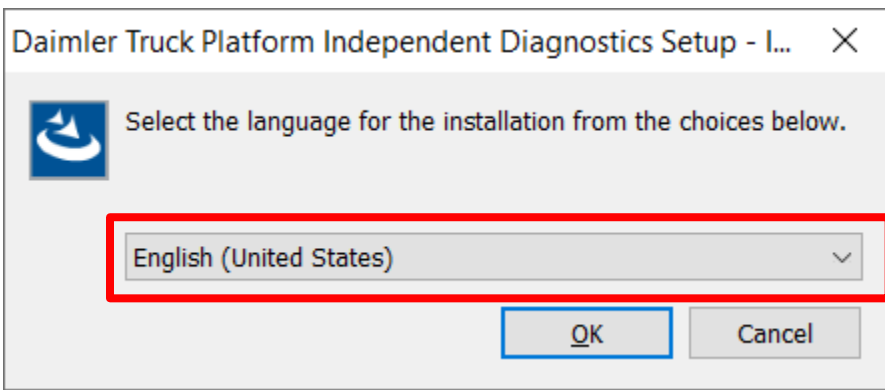 Daimler Truck Platform Independent Diagnostics Setup - I...
Select the language for the installation from the choices below.
English (United States)
OK
Cancel